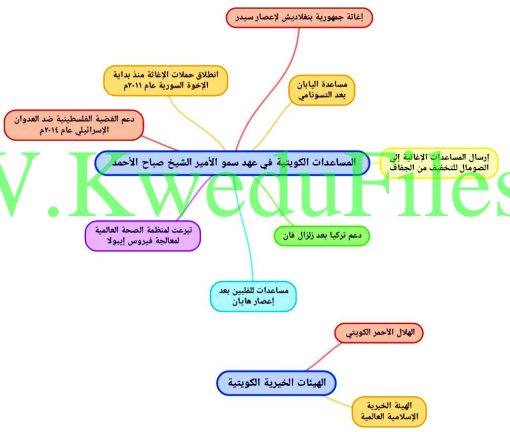 إغاثة جمهورية بنغلاديش لإعصار سيدر
انطلاق حملات الإغاثة منذ بداية
الإخوة السورية عام ٢٠١١م
مساعدة اليابان
بعد التسونامي
دعم القضية الفلسطينية ضد العدوان
الإسرائيلي عام ٢٠١٤م
المساعدات الكويتية في عهد سمو الأمير الشيخ صباح الأحمد
إرسال المساعدات الإغاثية إلى
الصومال للتخفيف من الجفاف
W.KweduFiles
تبرعت لمنظمة الصحة العالمية
لمعالجة فيروس إيبولا
دعم تركيا بعد زلزال فان
مساعدات للفلبين بعد
إعصار هايان
الهلال الأحمر الكويتي
الهيئات الخيرية الكويتية
الهيئة الخيرية
الإسلامية العالمية